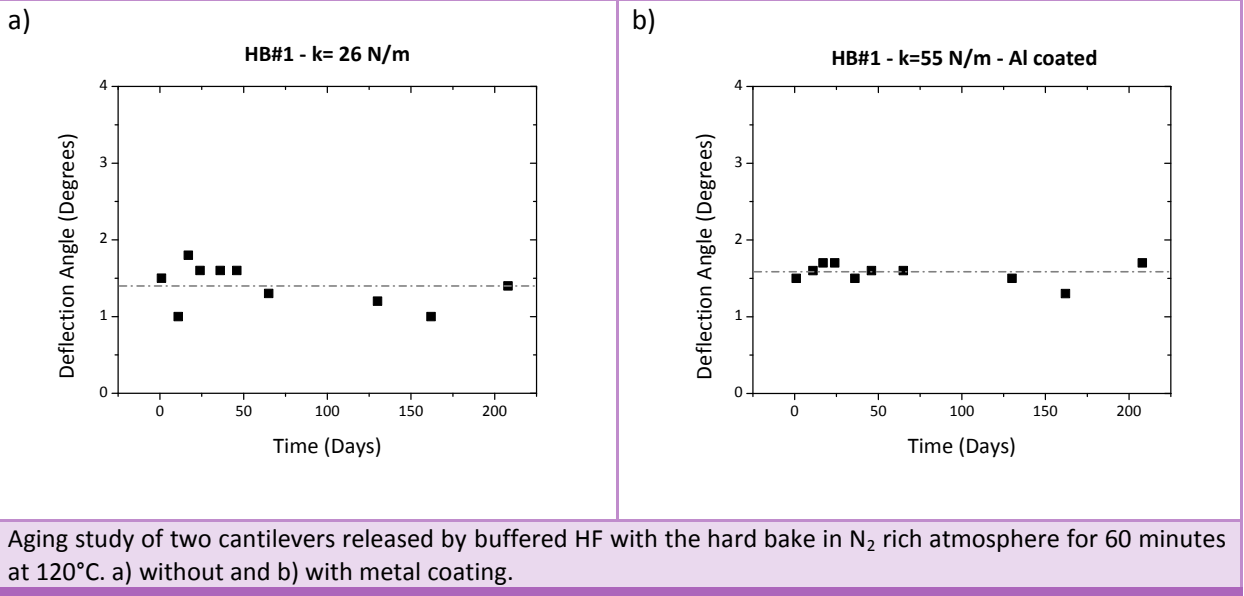 a)
HB#1 - k= 26 N/m
4
3
2
1
0
Deflection Angle (Degrees)
0 50 100 150 200
Time (Days)
b)
HB#1 - k=55 N/m - Al coated
4
3
2
1
0
Deflection Angle (Degrees)
0 50 100 150 200
Time (Days)
Aging study of two cantilevers released by buffered HF with the hard bake in N₂ rich atmosphere for 60 minutes
at 120°C. a) without and b) with metal coating.